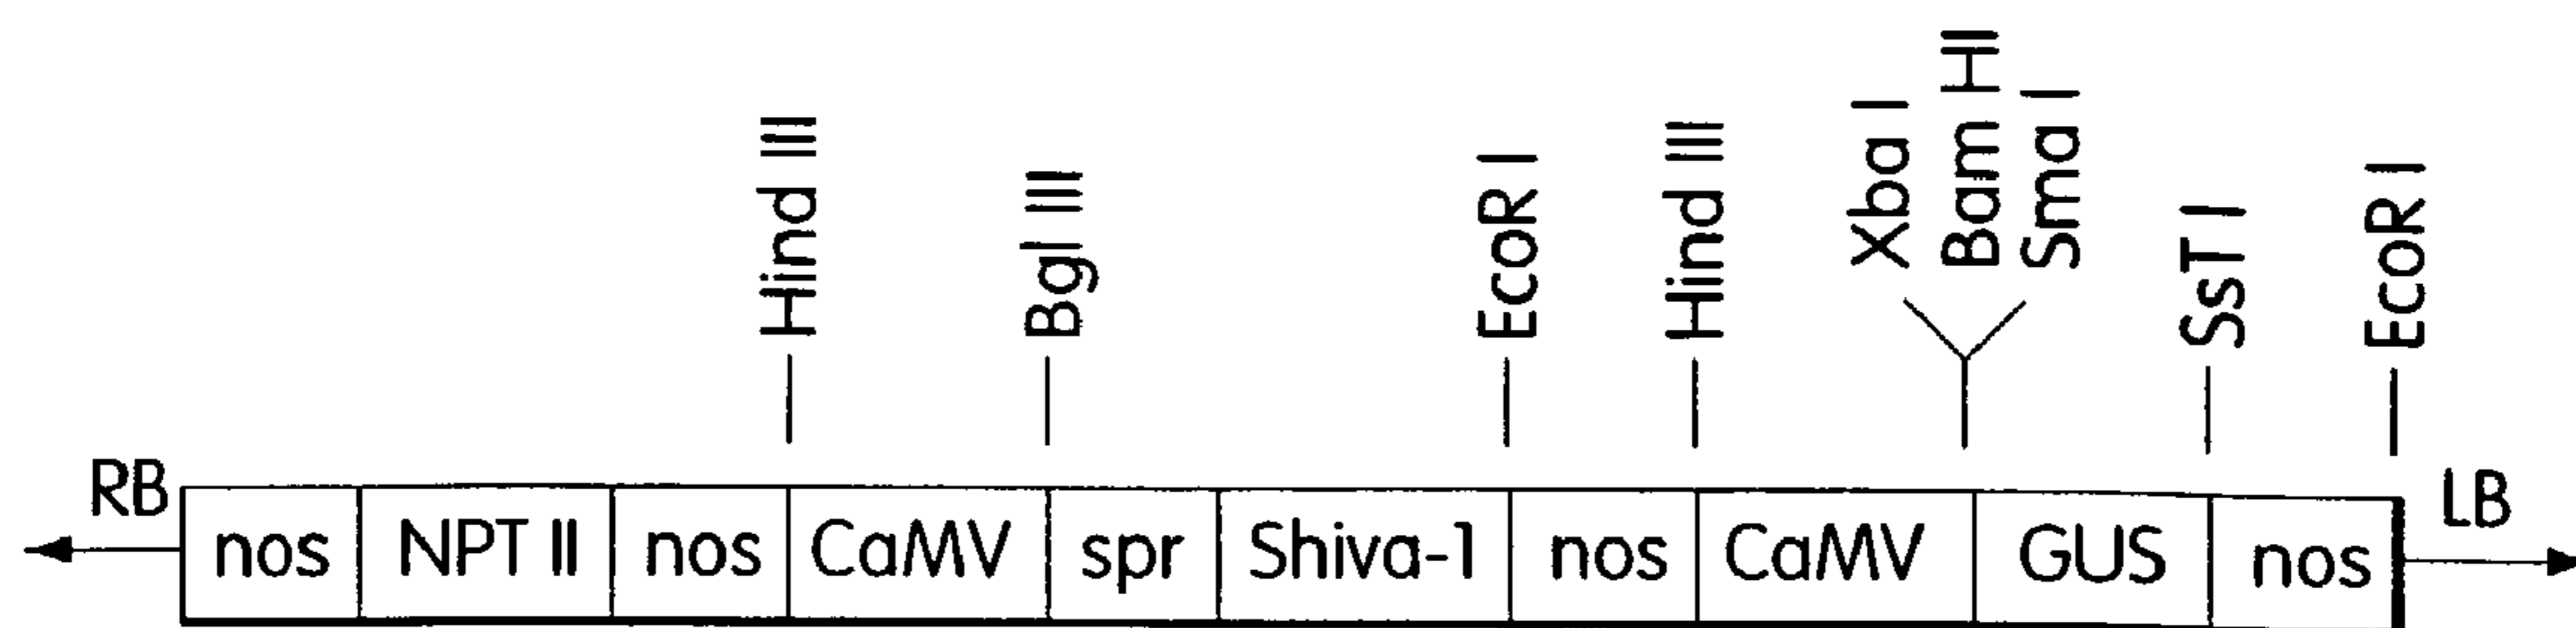 Hind III
Bgl III
EcoR I
Hind III
Xba I
Bam HI
Sma I
SsT I
EcoR I
RB
nos
NPT II
nos
CaMV
spr
Shiva-1
nos
CaMV
GUS
nos
LB